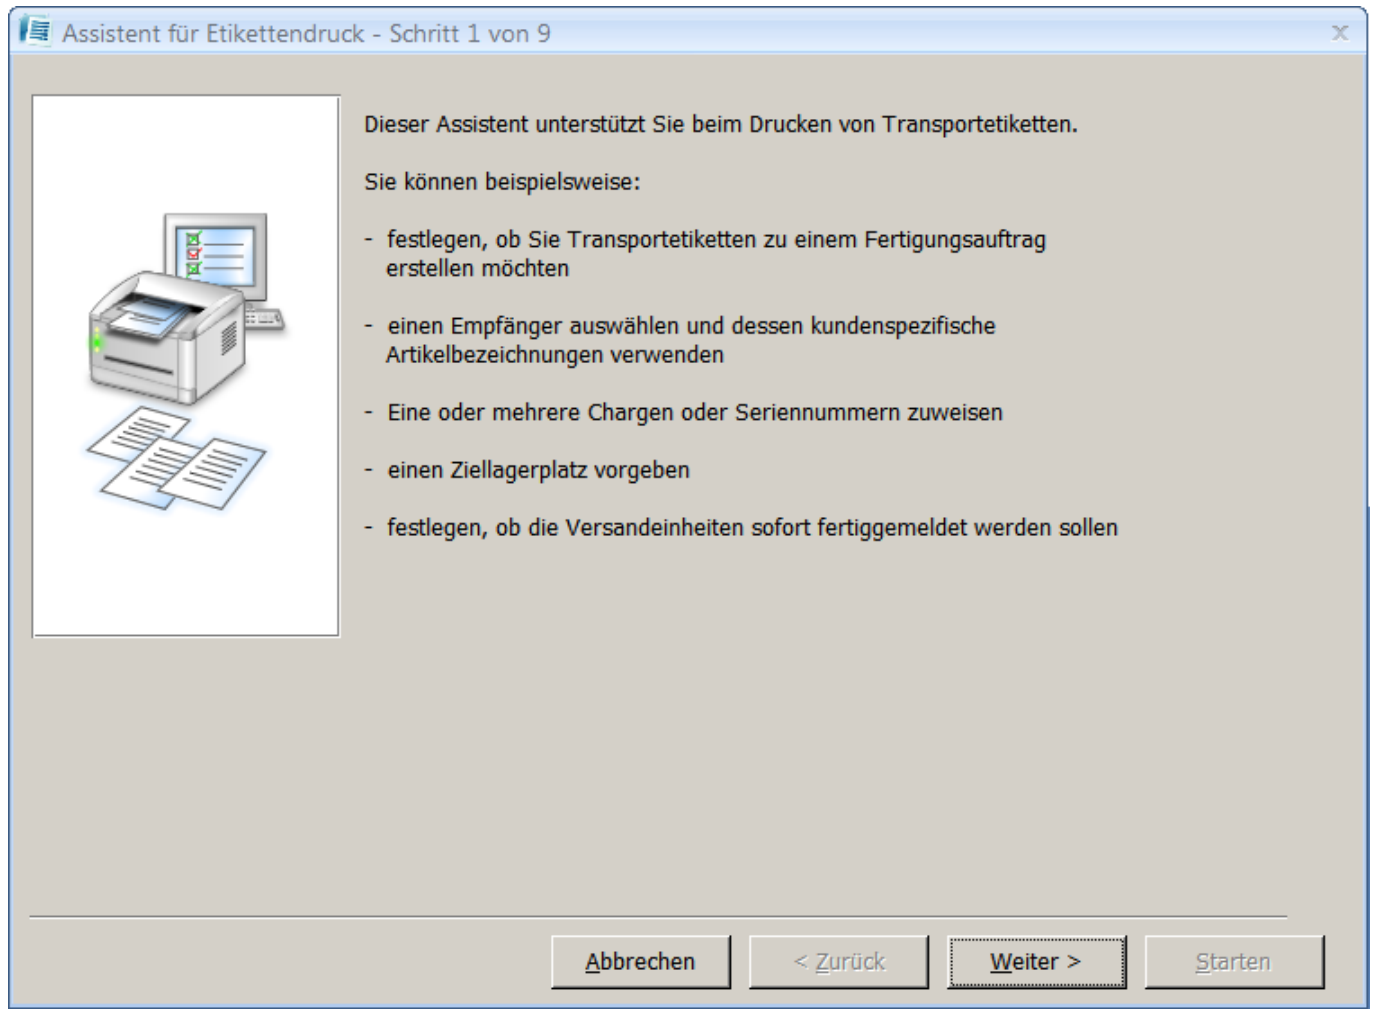 Assistent für Etikettendruck - Schritt 1 von 9
Dieser Assistent unterstützt Sie beim Drucken von Transportetiketten.
Sie können beispielsweise:
- festlegen, ob Sie Transportetiketten zu einem Fertigungsauftrag
erstellen möchten
- einen Empfänger auswählen und dessen kundenspezifische
Artikelbezeichnungen verwenden
- Eine oder mehrere Chargen oder Seriennummern zuweisen
- einen Ziellagerplatz vorgeben
- festlegen, ob die Versandeinheiten sofort fertiggemeldet werden sollen
Abbrechen < Zurück Weiter > Starten